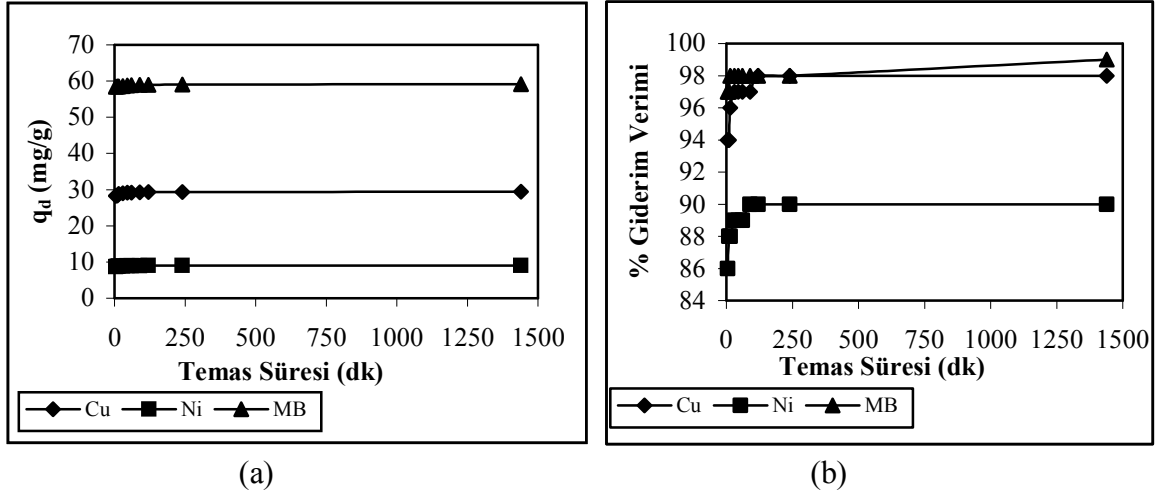 70
60
50
40
30
20
10
0
q_d (mg/g)
0 250 500 750 1000 1250 1500
Temas Süresi (dk)
Cu Ni MB
(a)
100
98
96
94
92
90
88
86
84
% Giderim Verimi
0 250 500 750 1000 1250 1500
Temas Süresi (dk)
Cu Ni MB
(b)